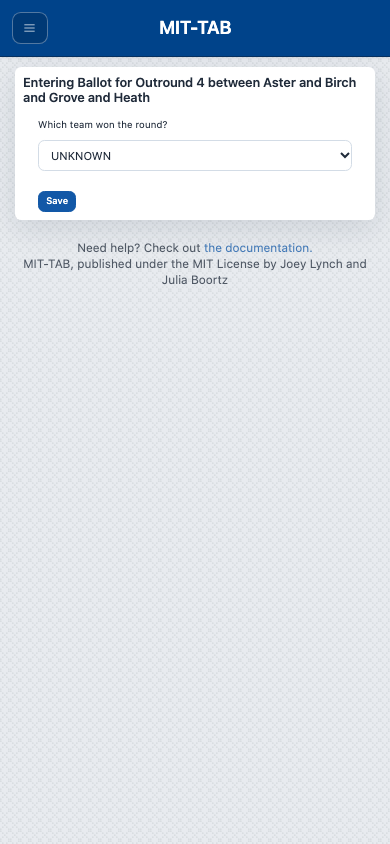 MIT-TAB
Entering Ballot for Outround 4 between Aster and Birch
and Grove and Heath
Which team won the round?
UNKNOWN
Save
Need help? Check out the documentation.
MIT-TAB, published under the MIT License by Joey Lynch and
Julia Boortz